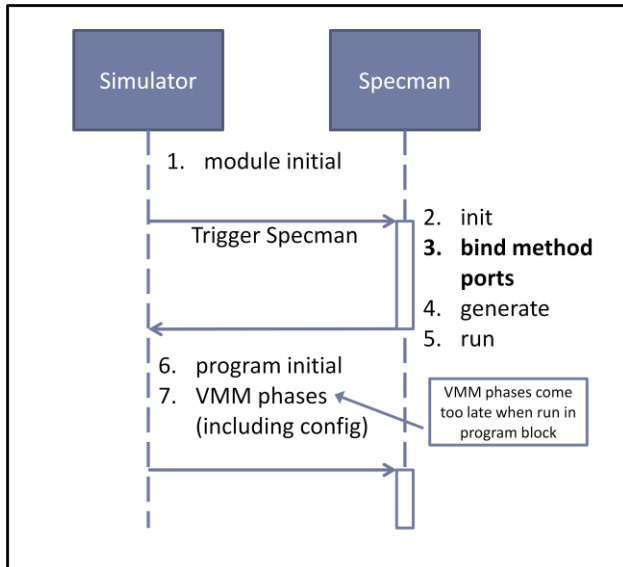 Simulator
Specman
1. module initial
Trigger Specman
2. init
3. bind method
ports
4. generate
5. run
6. program initial
7. VMM phases
(including config)
VMM phases come
too late when run in
program block